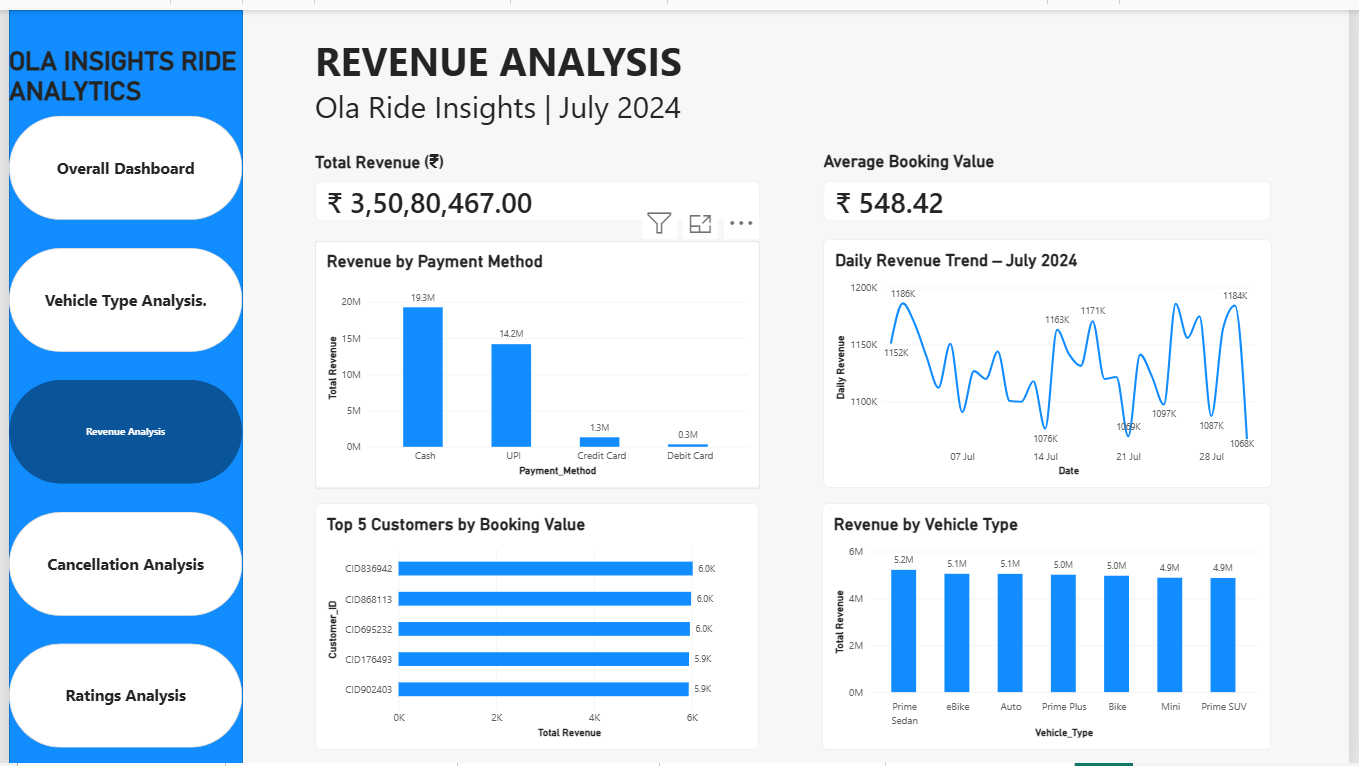 OLA INSIGHTS RIDE
ANALYTICS
Overall Dashboard
Vehicle Type Analysis.
Revenue Analysis
Cancellation Analysis
Ratings Analysis
REVENUE ANALYSIS
Ola Ride Insights | July 2024
Total Revenue (₹)
₹ 3,50,80,467.00
Average Booking Value
₹ 548.42
Revenue by Payment Method
Total Revenue
20M
15M
10M
5M
0M
19.3M
14.2M
1.3M
0.3M
Cash UPI Credit Card Debit Card
Payment_Method
Daily Revenue Trend – July 2024
Daily Revenue
1200K
1150K
1100K
1186K
1152K
1076K
1163K
1171K
1069K
1097K
1087K
1184K
1068K
07 Jul 14 Jul 21 Jul 28 Jul
Date
Top 5 Customers by Booking Value
Customer_ID
CID836942 6.0K
CID868113 6.0K
CID695232 6.0K
CID176493 5.9K
CID902403 5.9K
0K 2K 4K 6K
Total Revenue
Revenue by Vehicle Type
Total Revenue
6M
4M
2M
0M
5.2M 5.1M 5.1M 5.0M 5.0M 4.9M 4.9M
Prime Sedan eBike Auto Prime Plus Bike Mini Prime SUV
Vehicle_Type